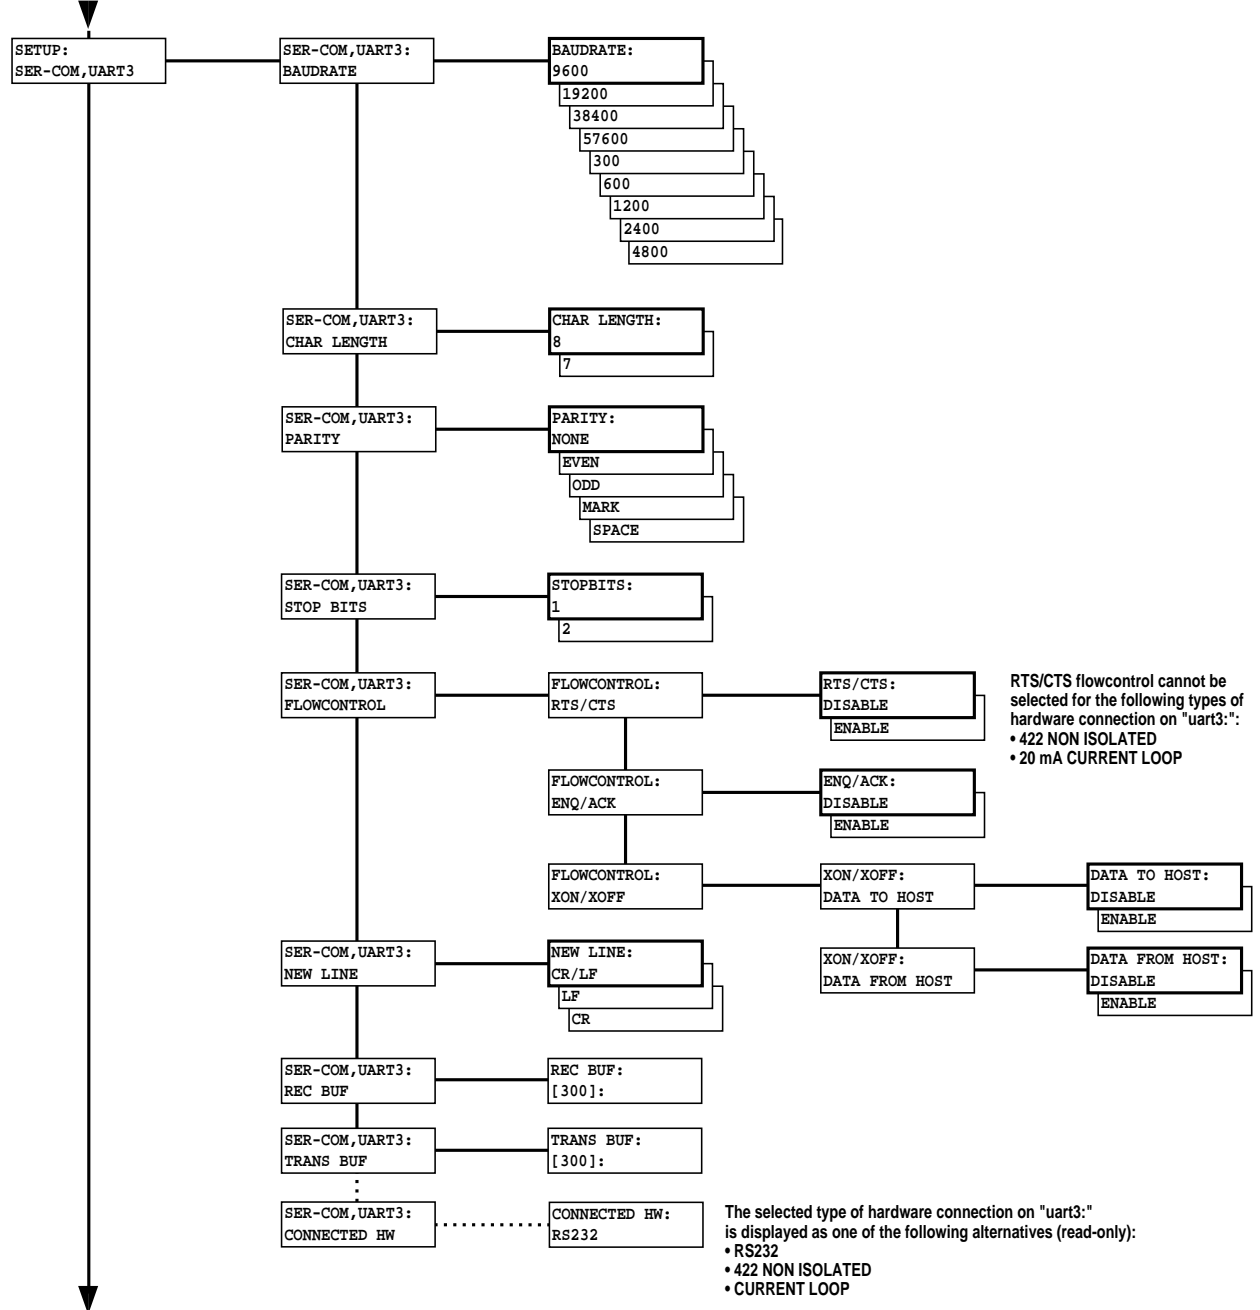 SETUP:
SER-COM,UART3
SER-COM,UART3:
BAUDRATE
BAUDRATE:
9600
19200
38400
57600
300
600
1200
2400
4800
SER-COM,UART3:
CHAR LENGTH
CHAR LENGTH:
8
7
SER-COM,UART3:
PARITY
PARITY:
NONE
EVEN
ODD
MARK
SPACE
SER-COM,UART3:
STOP BITS
STOPBITS:
1
2
SER-COM,UART3:
FLOWCONTROL
FLOWCONTROL:
RTS/CTS
RTS/CTS:
DISABLE
ENABLE
RTS/CTS flowcontrol cannot be
selected for the following types of
hardware connection on "uart3:":
• 422 NON ISOLATED
• 20 mA CURRENT LOOP
FLOWCONTROL:
ENQ/ACK
ENQ/ACK:
DISABLE
ENABLE
FLOWCONTROL:
XON/XOFF
XON/XOFF:
DATA TO HOST
DATA TO HOST:
DISABLE
ENABLE
XON/XOFF:
DATA FROM HOST
DATA FROM HOST:
DISABLE
ENABLE
SER-COM,UART3:
NEW LINE
NEW LINE:
CR/LF
LF
CR
SER-COM,UART3:
REC BUF
REC BUF:
[300]:
SER-COM,UART3:
TRANS BUF
TRANS BUF:
[300]:
SER-COM,UART3:
CONNECTED HW
CONNECTED HW:
RS232
The selected type of hardware connection on "uart3:"
is displayed as one of the following alternatives (read-only):
• RS232
• 422 NON ISOLATED
• CURRENT LOOP